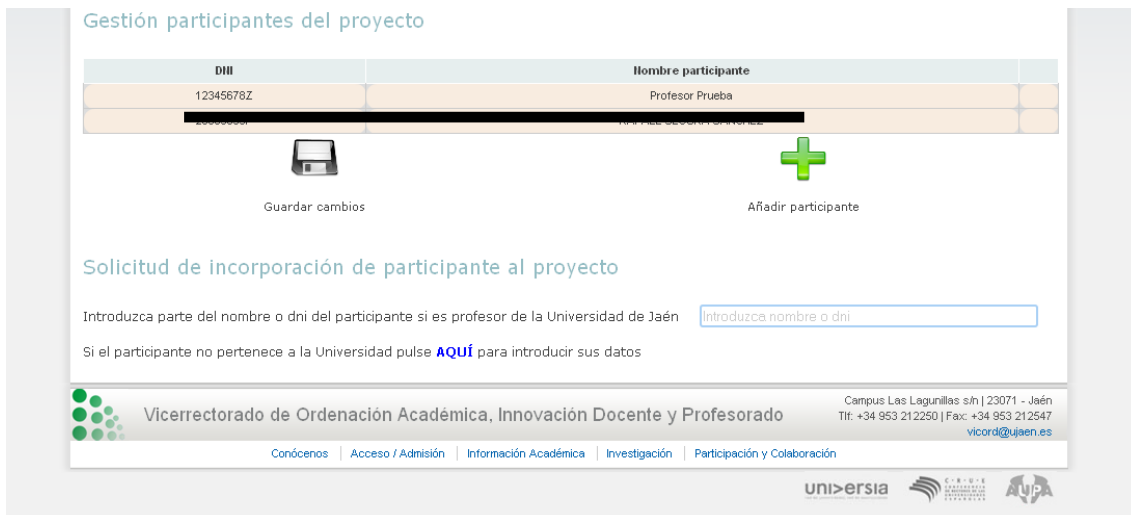 Gestión participantes del proyecto
DNI Nombre participante
12345678Z Profesor Prueba
Guardar cambios Añadir participante
Solicitud de incorporación de participante al proyecto
Introduzca parte del nombre o dni del participante si es profesor de la Universidad de Jaén Introduzca nombre o dni
Si el participante no pertenece a la Universidad pulse AQUÍ para introducir sus datos
Vicerrectorado de Ordenación Académica, Innovación Docente y Profesorado
Campus Las Lagunillas s/n | 23071 - Jaén
Tlf: +34 953 212250 | Fax: +34 953 212547
vicord@ujaen.es
Conócenos | Acceso / Admisión | Información Académica | Investigación | Participación y Colaboración
uni>ersia C·R·U·E AUPA